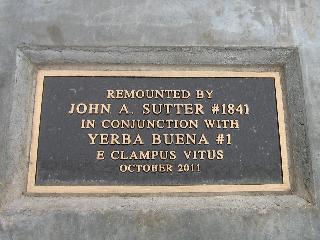 REMOUNTED BY
JOHN A. SUTTER #1841
IN CONJUNCTION WITH
YERBA BUENA #1
E CLAMPUS VITUS
OCTOBER 2011